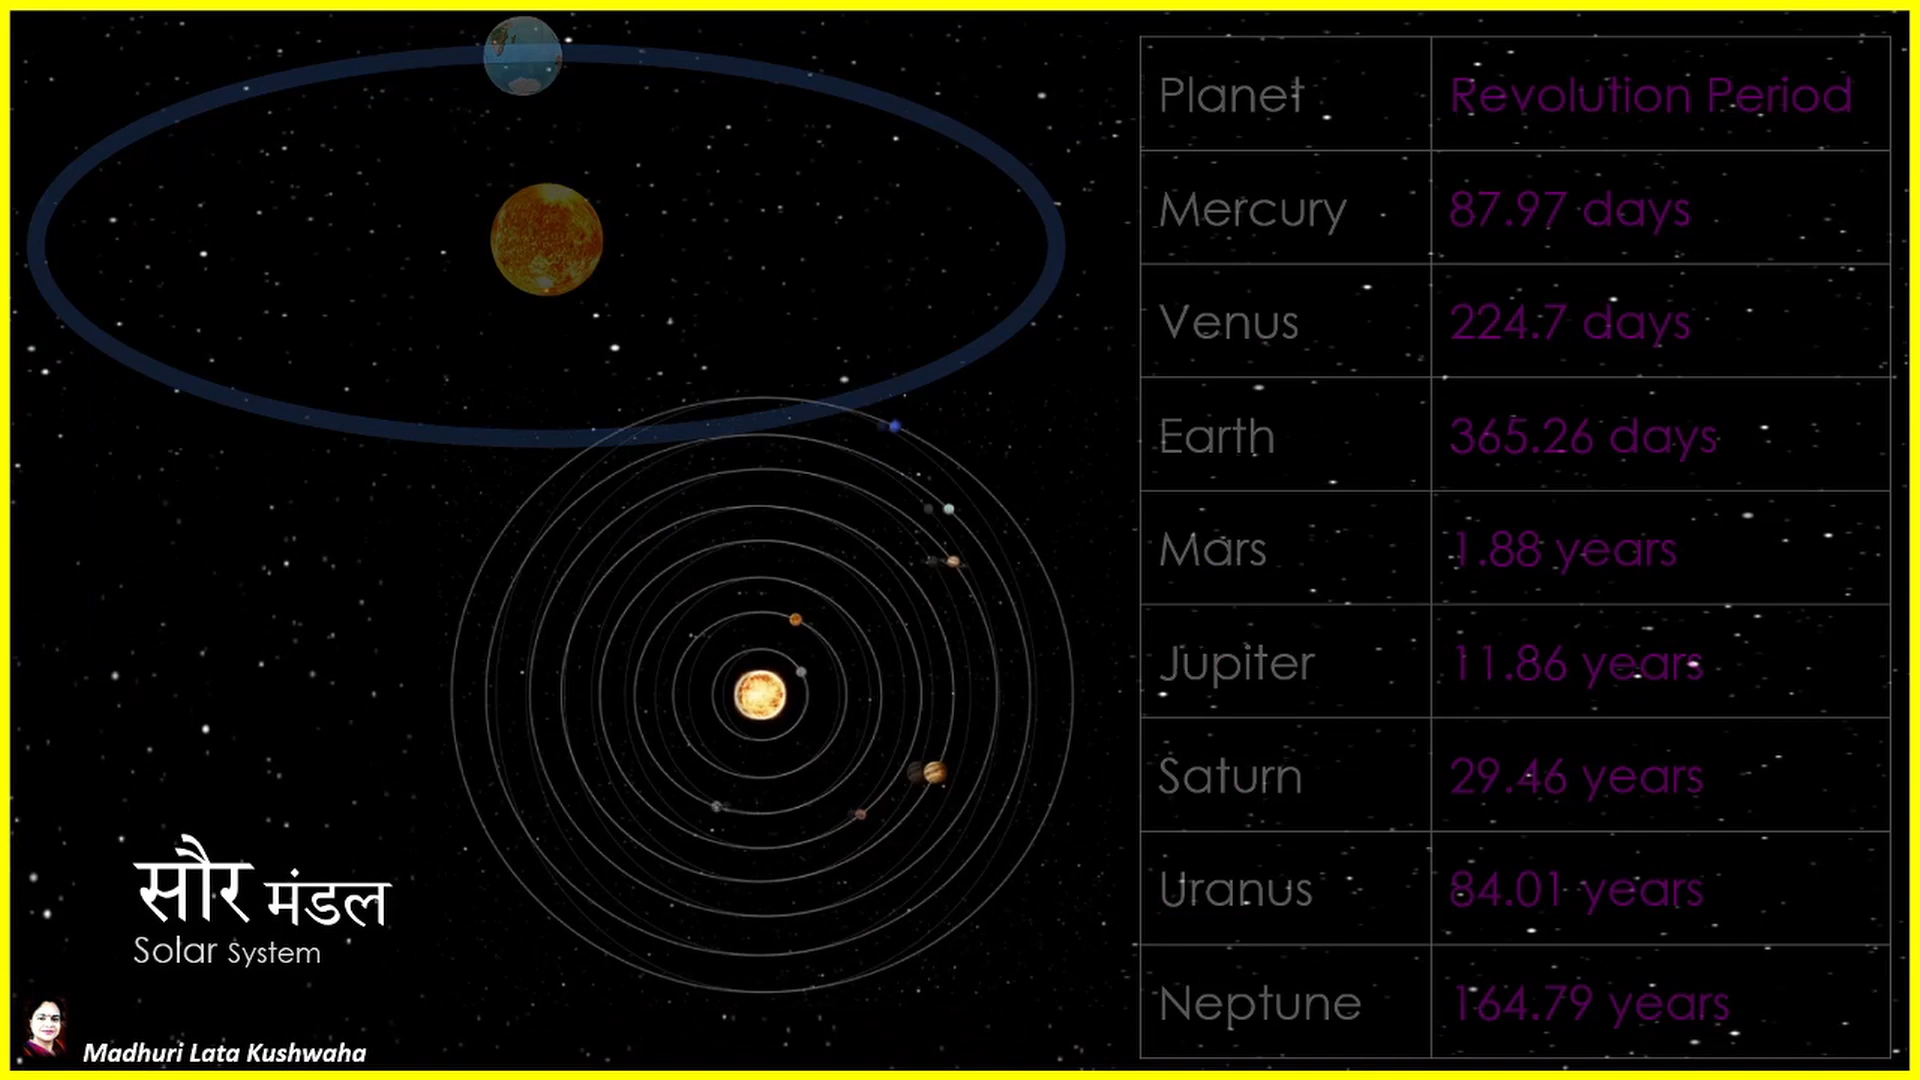 Planet Revolution Period
Mercury 87.97 days
Venus 224.7 days
Earth 365.26 days
Mars 1.88 years
Jupiter 11.86 years
Saturn 29.46 years
Uranus 84.01 years
Neptune 164.79 years
सौर मंडल
Solar System
Madhuri Lata Kushwaha